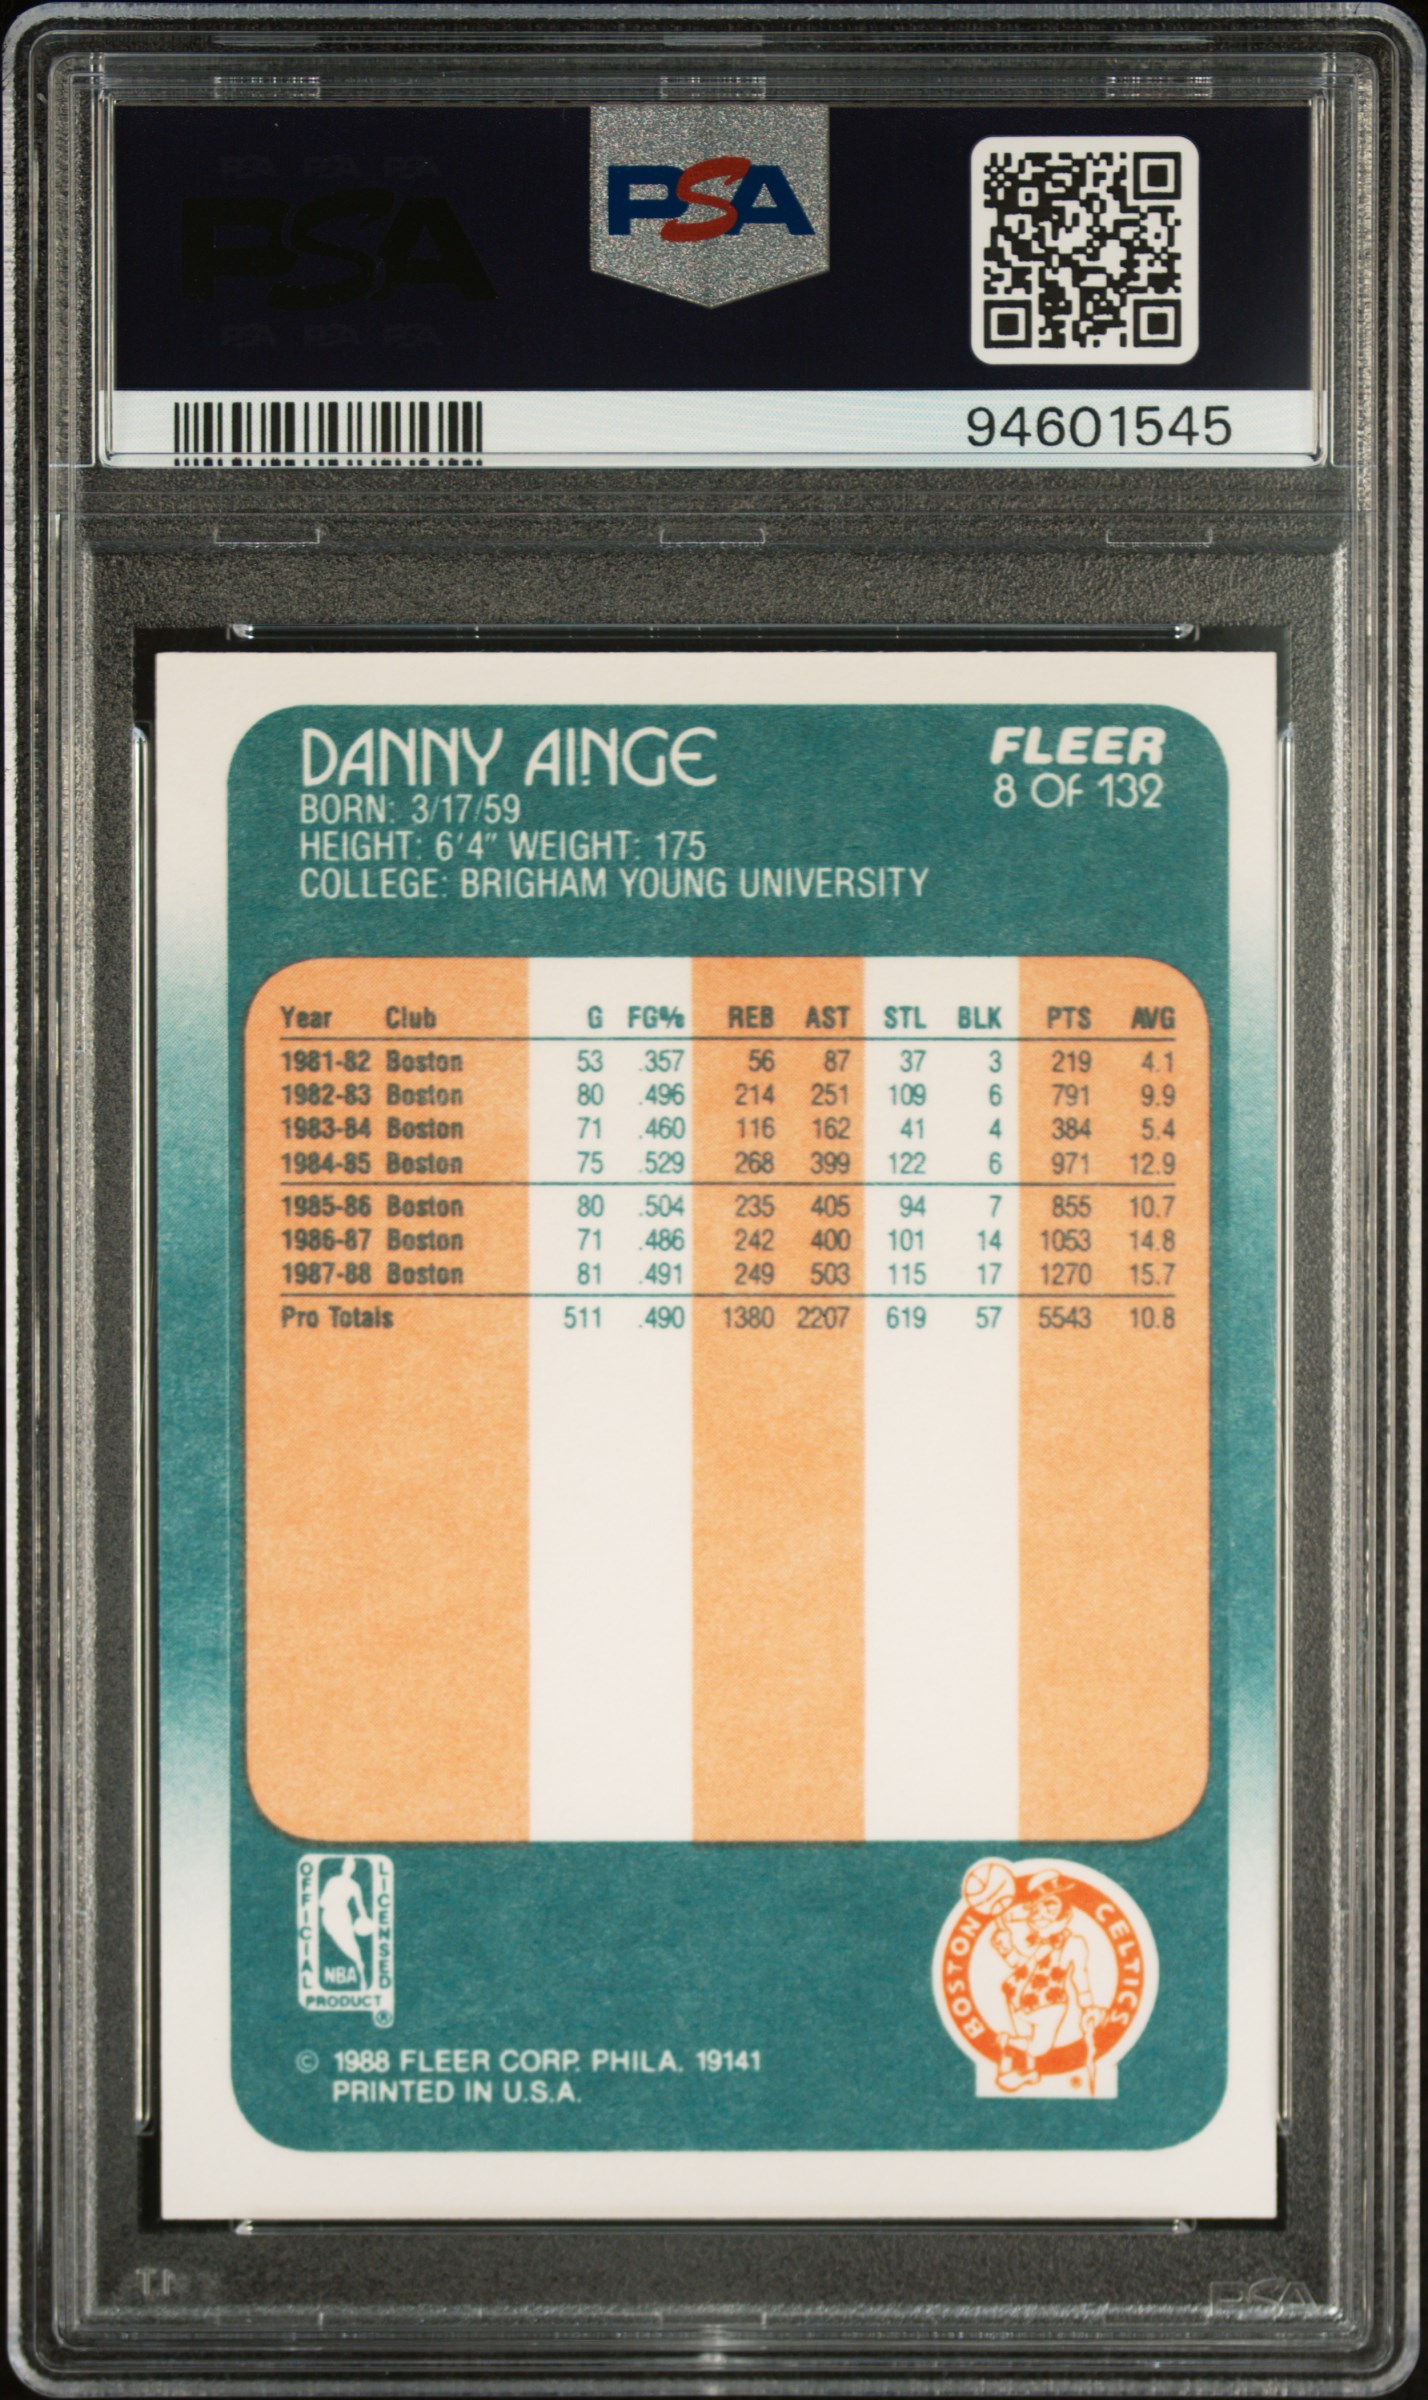 PSA PSA PSA
PSA
PSA PSA PSA
PSA
94601545
DANNY AINGE
BORN: 3/17/59
HEIGHT: 6'4" WEIGHT: 175
COLLEGE: BRIGHAM YOUNG UNIVERSITY
FLEER
8 OF 132
Year Club G FG% REB AST STL BLK PTS AVG
1981-82 Boston 53 .357 56 87 37 3 219 4.1
1982-83 Boston 80 .496 214 251 109 6 791 9.9
1983-84 Boston 71 .460 116 162 41 4 384 5.4
1984-85 Boston 75 .529 268 399 122 6 971 12.9
1985-86 Boston 80 .504 235 405 94 7 855 10.7
1986-87 Boston 71 .486 242 400 101 14 1053 14.8
1987-88 Boston 81 .491 249 503 115 17 1270 15.7
Pro Totals 511 .490 1380 2207 619 57 5543 10.8
OFFICIAL LICENSED
NBA
PRODUCT ®
BOSTON CELTICS
®
© 1988 FLEER CORP. PHILA. 19141
PRINTED IN U.S.A.
PSA